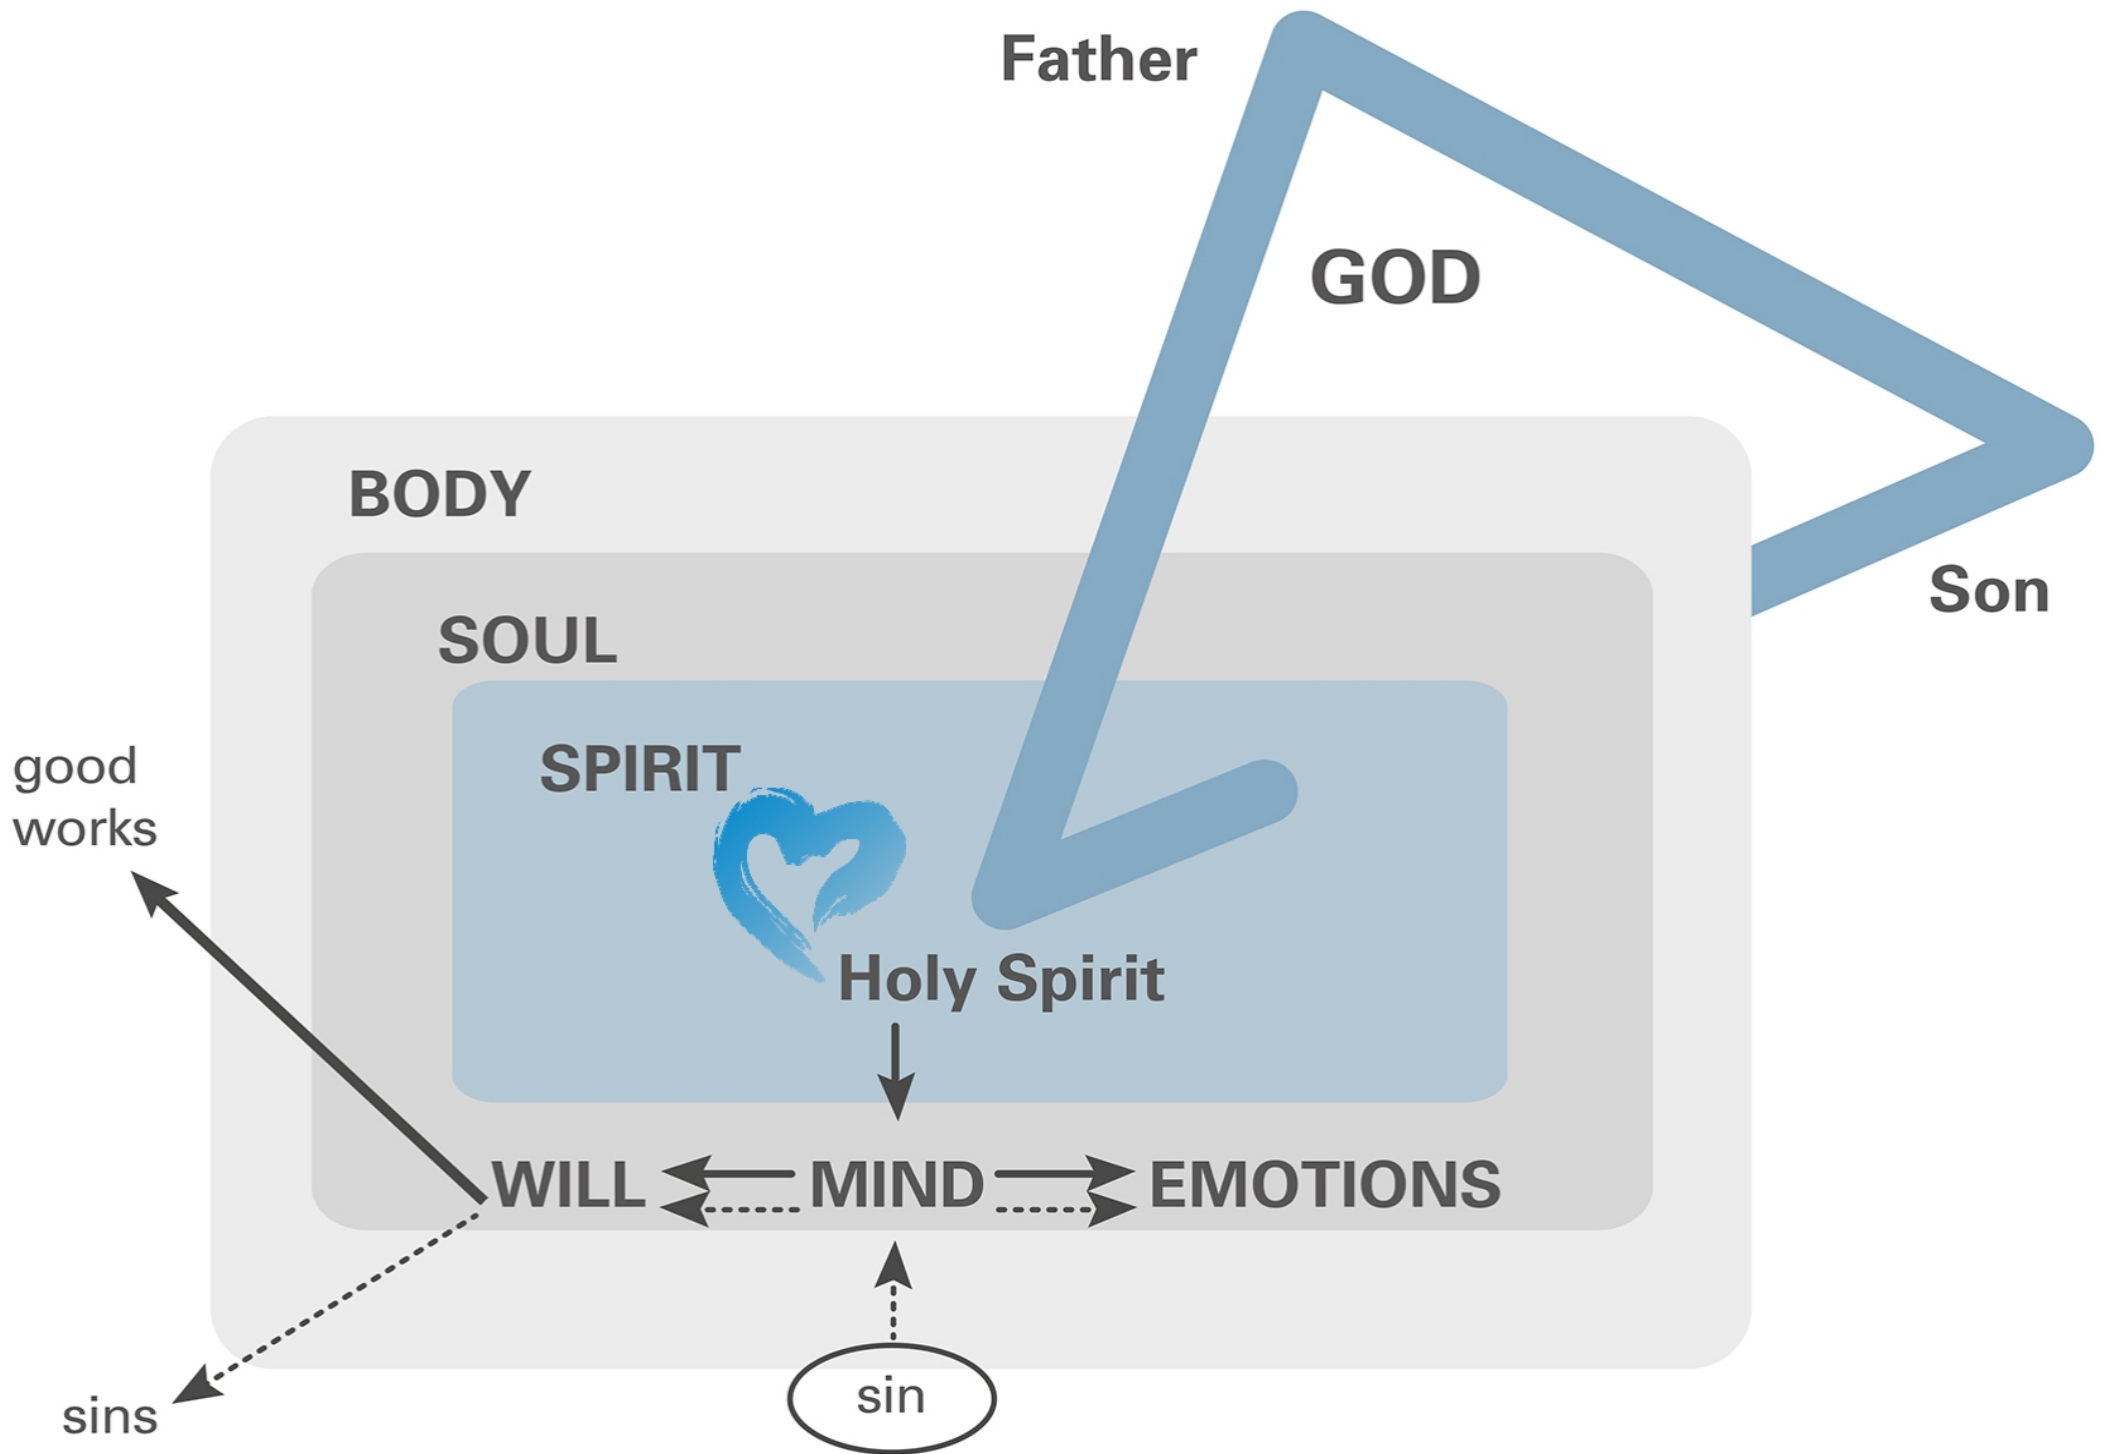 Father
GOD
BODY
Son
SOUL
SPIRIT
good
works
Holy Spirit
WILL MIND EMOTIONS
sin
sins